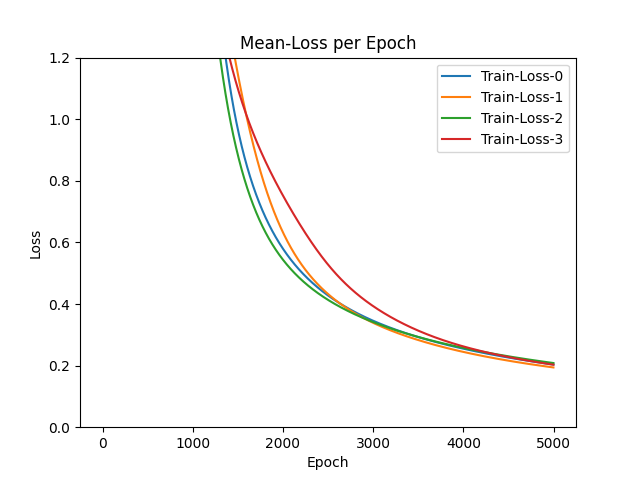 Mean-Loss per Epoch
Loss
1.2
1.0
0.8
0.6
0.4
0.2
0.0
Train-Loss-0
Train-Loss-1
Train-Loss-2
Train-Loss-3
0 1000 2000 3000 4000 5000
Epoch